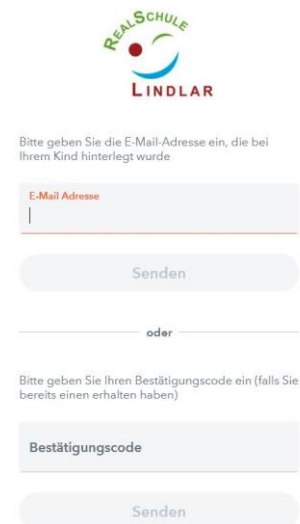 REALSCHULE
LINDLAR
Bitte geben Sie die E-Mail-Adresse ein, die bei
Ihrem Kind hinterlegt wurde
E-Mail Adresse
Senden
oder
Bitte geben Sie Ihren Bestätigungscode ein (falls Sie
bereits einen erhalten haben)
Bestätigungscode
Senden